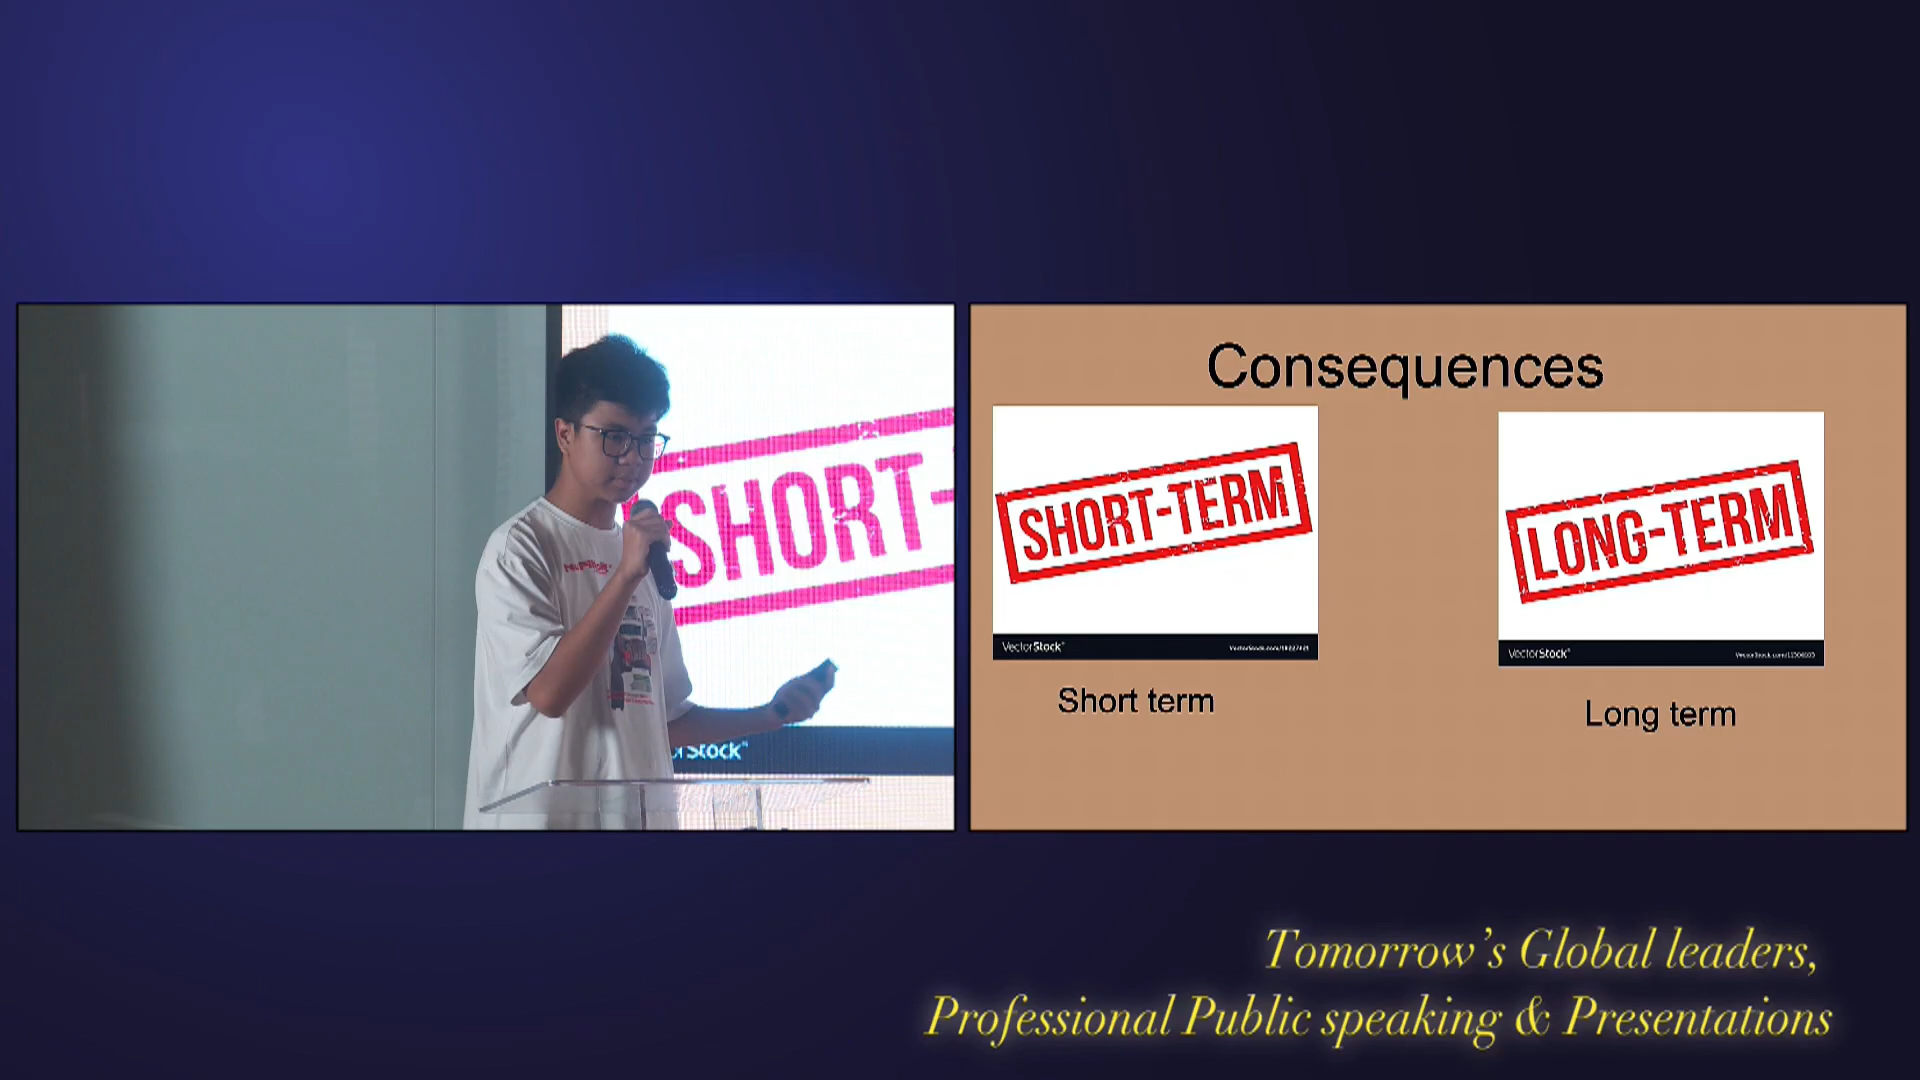 SHORT-
Stock
Consequences
SHORT-TERM
LONG-TERM
VectorStock
VectorStock
Short term
Long term
Tomorrow's Global leaders,
Professional Public speaking & Presentations